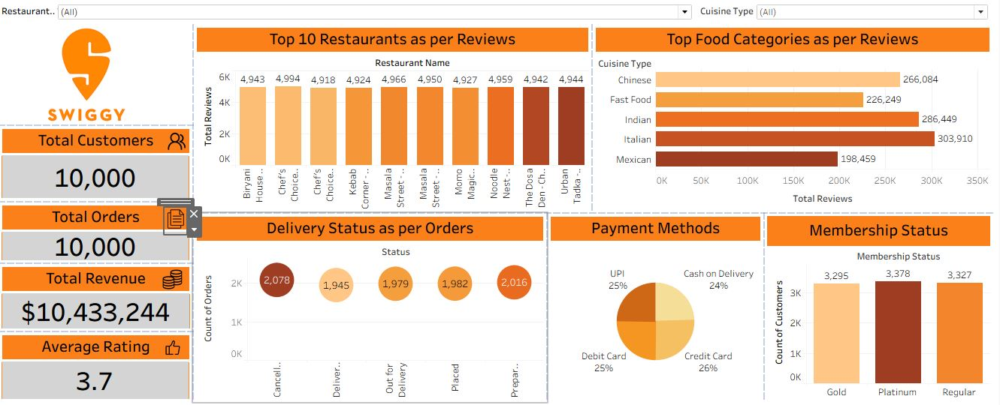 Restaurant.. (All) Cuisine Type (All)
SWIGGY
Total Customers
10,000
Total Orders
10,000
Total Revenue
$10,433,244
Average Rating
3.7
Top 10 Restaurants as per Reviews
Restaurant Name
Total Reviews
6K
4K
2K
0K
4,943 4,994 4,918 4,924 4,966 4,950 4,927 4,959 4,942 4,944
Biryani
House ..
Chef's
Choice..
Chef's
Choice..
Kebab
Corner -..
Masala
Street -..
Masala
Street -..
Momo
Magic..
Noodle
Nest -..
The Dosa
Den - Ch..
Urban
Tadka -..
Top Food Categories as per Reviews
Cuisine Type
Chinese 266,084
Fast Food 226,249
Indian 286,449
Italian 303,910
Mexican 198,459
0K 50K 100K 150K 200K 250K 300K 350K
Total Reviews
Delivery Status as per Orders
Status
Count of Orders
2K
1K
0K
2,078 1,945 1,979 1,982 2,016
Cancell..
Deliver..
Out for
Delivery
Placed
Prepar..
Payment Methods
UPI
25%
Cash on Delivery
24%
Debit Card
25%
Credit Card
26%
Membership Status
Membership Status
Count of Customers
3K
2K
1K
0K
3,295 3,378 3,327
Gold Platinum Regular